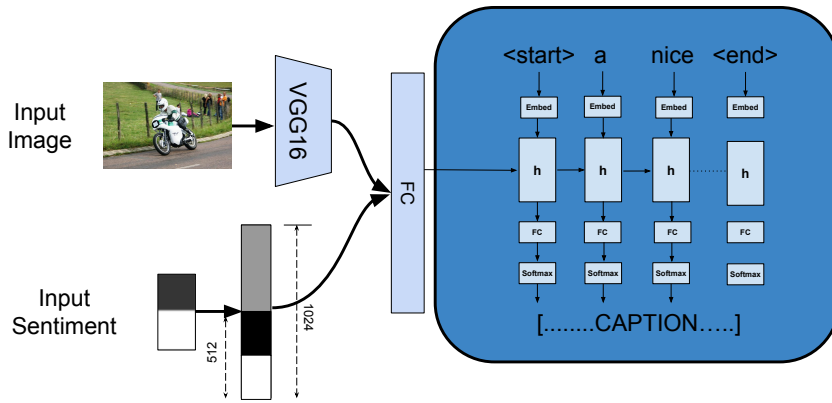 Input
Image
VGG16
FC
Input
Sentiment
512
1024
<start> a nice <end>
Embed Embed Embed Embed
h h h h
FC FC FC FC
Softmax Softmax Softmax Softmax
[........CAPTION…..]